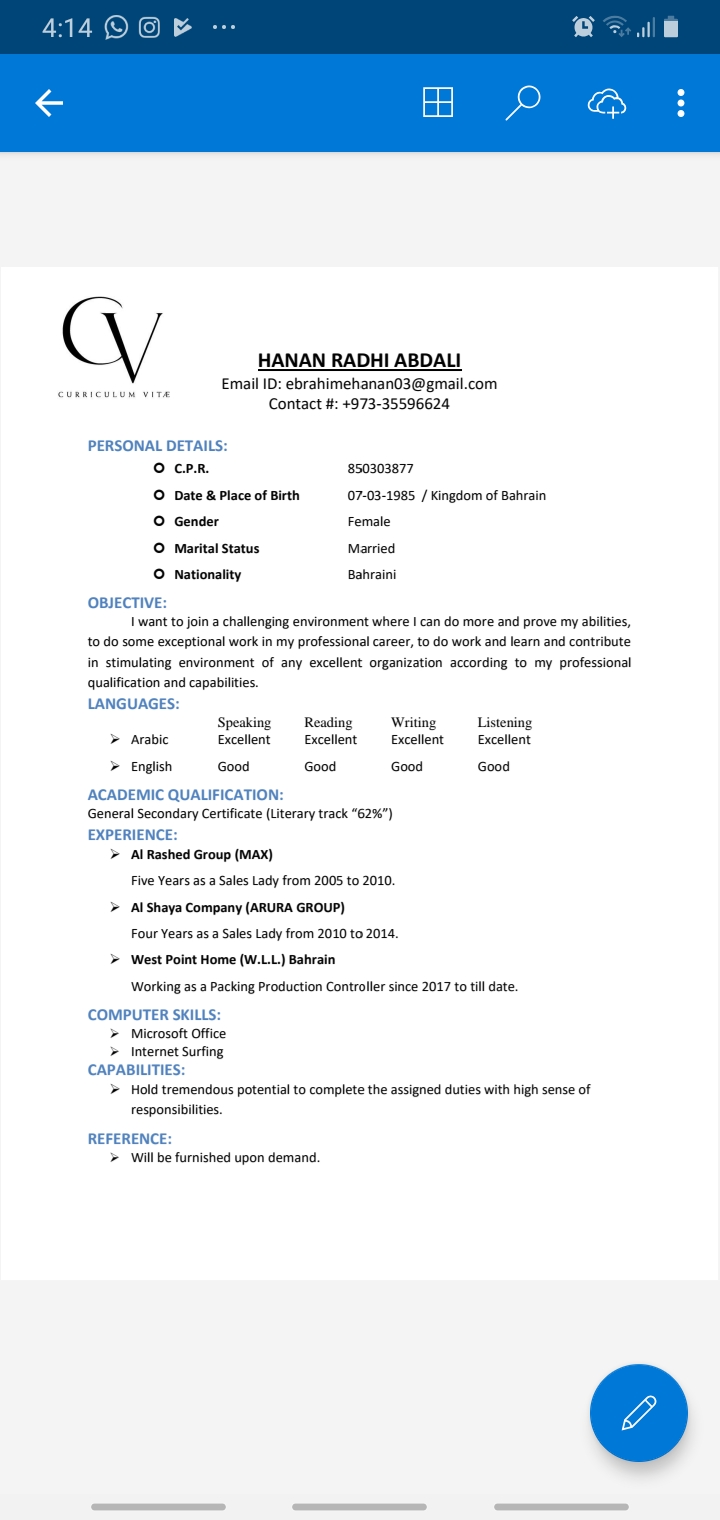 4:14
CV
CURRICULUM VITÆ
HANAN RADHI ABDALI
Email ID: ebrahimehanan03@gmail.com
Contact #: +973-35596624
PERSONAL DETAILS:
C.P.R. 850303877
Date & Place of Birth 07-03-1985 / Kingdom of Bahrain
Gender Female
Marital Status Married
Nationality Bahraini
OBJECTIVE:
I want to join a challenging environment where I can do more and prove my abilities,
to do some exceptional work in my professional career, to do work and learn and contribute
in stimulating environment of any excellent organization according to my professional
qualification and capabilities.
LANGUAGES:
Speaking Reading Writing Listening
Arabic Excellent Excellent Excellent Excellent
English Good Good Good Good
ACADEMIC QUALIFICATION:
General Secondary Certificate (Literary track “62%”)
EXPERIENCE:
Al Rashed Group (MAX)
Five Years as a Sales Lady from 2005 to 2010.
Al Shaya Company (ARURA GROUP)
Four Years as a Sales Lady from 2010 to 2014.
West Point Home (W.L.L.) Bahrain
Working as a Packing Production Controller since 2017 to till date.
COMPUTER SKILLS:
Microsoft Office
Internet Surfing
CAPABILITIES:
Hold tremendous potential to complete the assigned duties with high sense of
responsibilities.
REFERENCE:
Will be furnished upon demand.